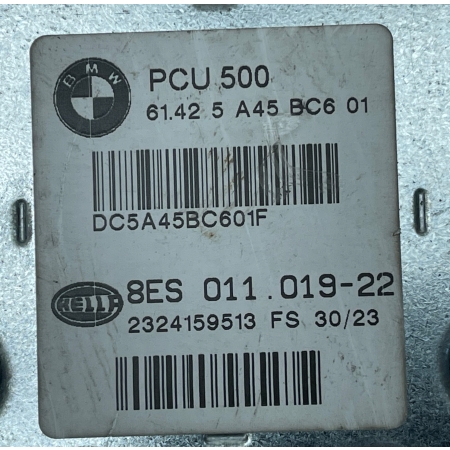 BMW
PCU 500
61.42 5 A45 BC6 01
DC5A45BC601F
HELLA
8ES 011.019-22
2324159513 FS 30/23